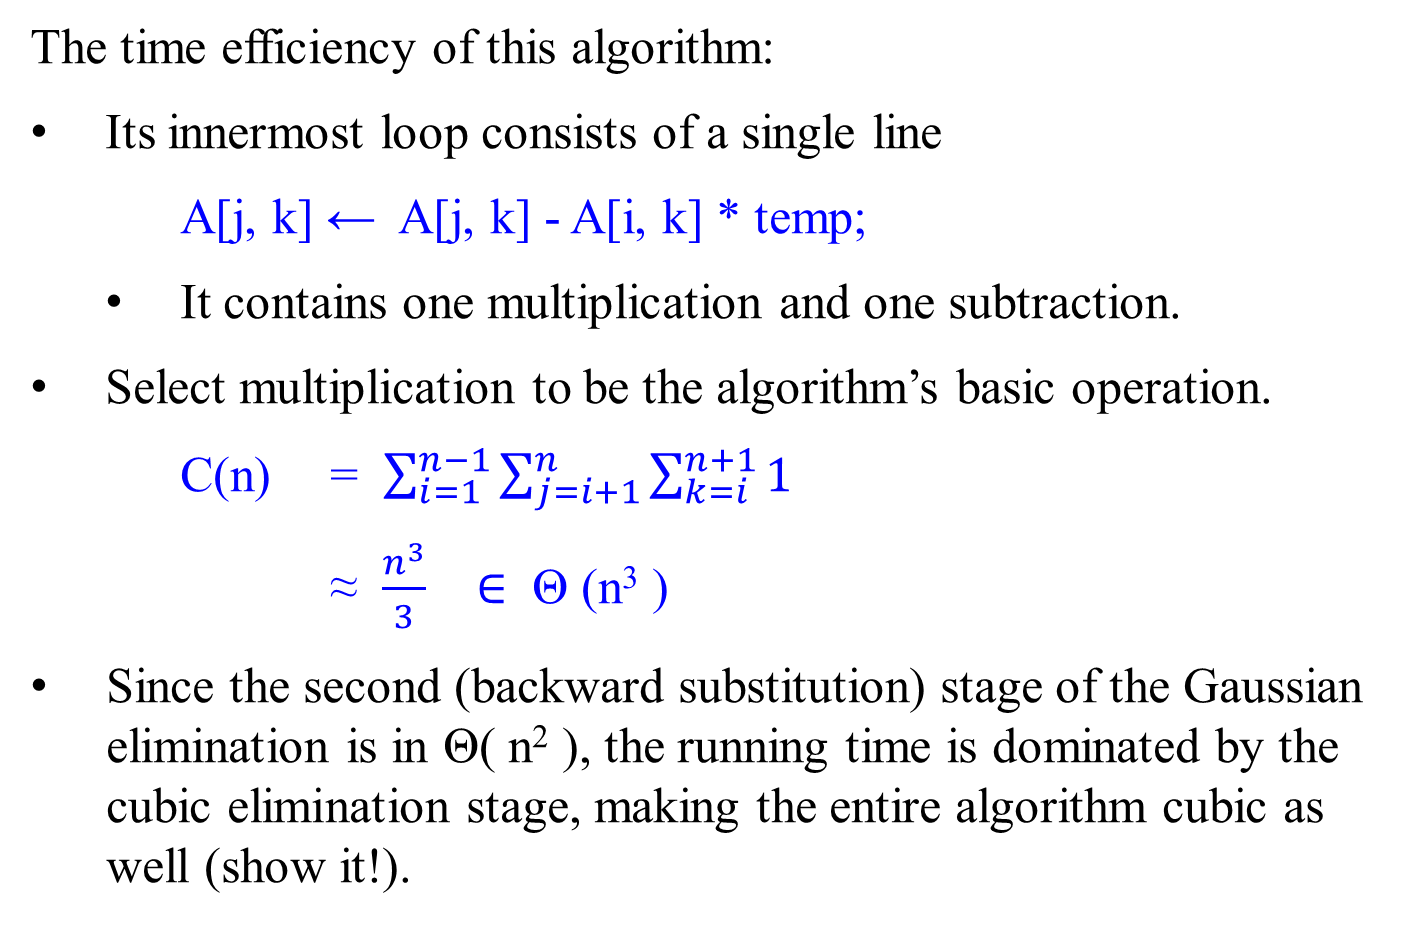 The time efficiency of this algorithm:
• Its innermost loop consists of a single line
A[j, k] ← A[j, k] - A[i, k] * temp;
• It contains one multiplication and one subtraction.
• Select multiplication to be the algorithm’s basic operation.
C(n) = ∑_{i=1}^{n−1} ∑_{j=i+1}^{n} ∑_{k=i}^{n+1} 1
≈ \frac{n^3}{3} ∈ Θ (n³ )
• Since the second (backward substitution) stage of the Gaussian
elimination is in Θ( n² ), the running time is dominated by the
cubic elimination stage, making the entire algorithm cubic as
well (show it!).